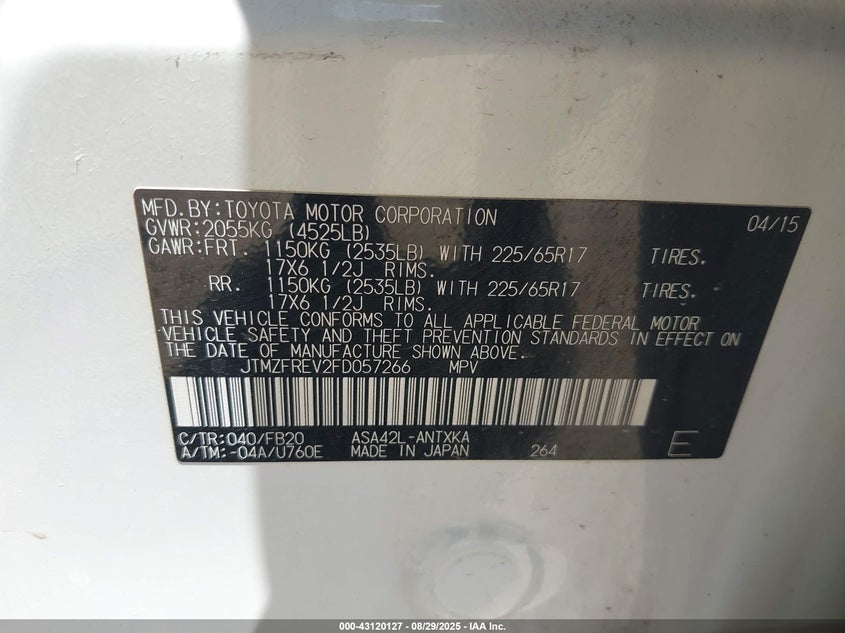 MFD.BY:TOYOTA MOTOR CORPORATION 04/15
GVWR:2055KG (4525LB)
GAWR:FRT. 1150KG (2535LB) WITH 225/65R17 TIRES.
17X6 1/2J RIMS.
RR. 1150KG (2535LB) WITH 225/65R17 TIRES.
17X6 1/2J RIMS.
THIS VEHICLE CONFORMS TO ALL APPLICABLE FEDERAL MOTOR
VEHICLE SAFETY AND THEFT PREVENTION STANDARDS IN EFFECT ON
THE DATE OF MANUFACTURE SHOWN ABOVE.
JTMZFREV2FD057266 MPV
C/TR:040/FB20 ASA42L-ANTXKA
A/TM:-04A/U760E MADE IN JAPAN 264 E
000-43120127 - 08/29/2025 - IAA Inc.